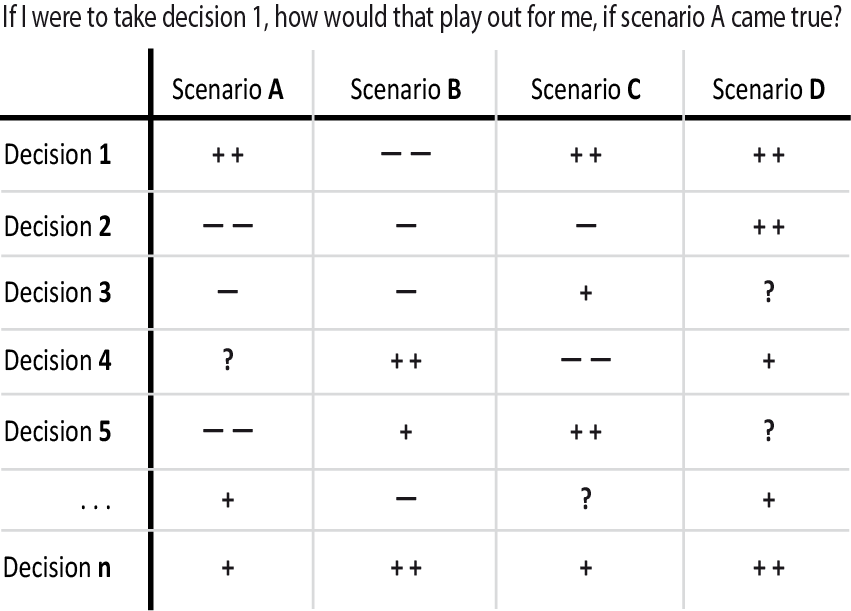 If I were to take decision 1, how would that play out for me, if scenario A came true?
Scenario A Scenario B Scenario C Scenario D
Decision 1 ++ — — ++ ++
Decision 2 — — — — ++
Decision 3 — — + ?
Decision 4 ? ++ — — +
Decision 5 — — + ++ ?
... + — ? +
Decision n + ++ + ++